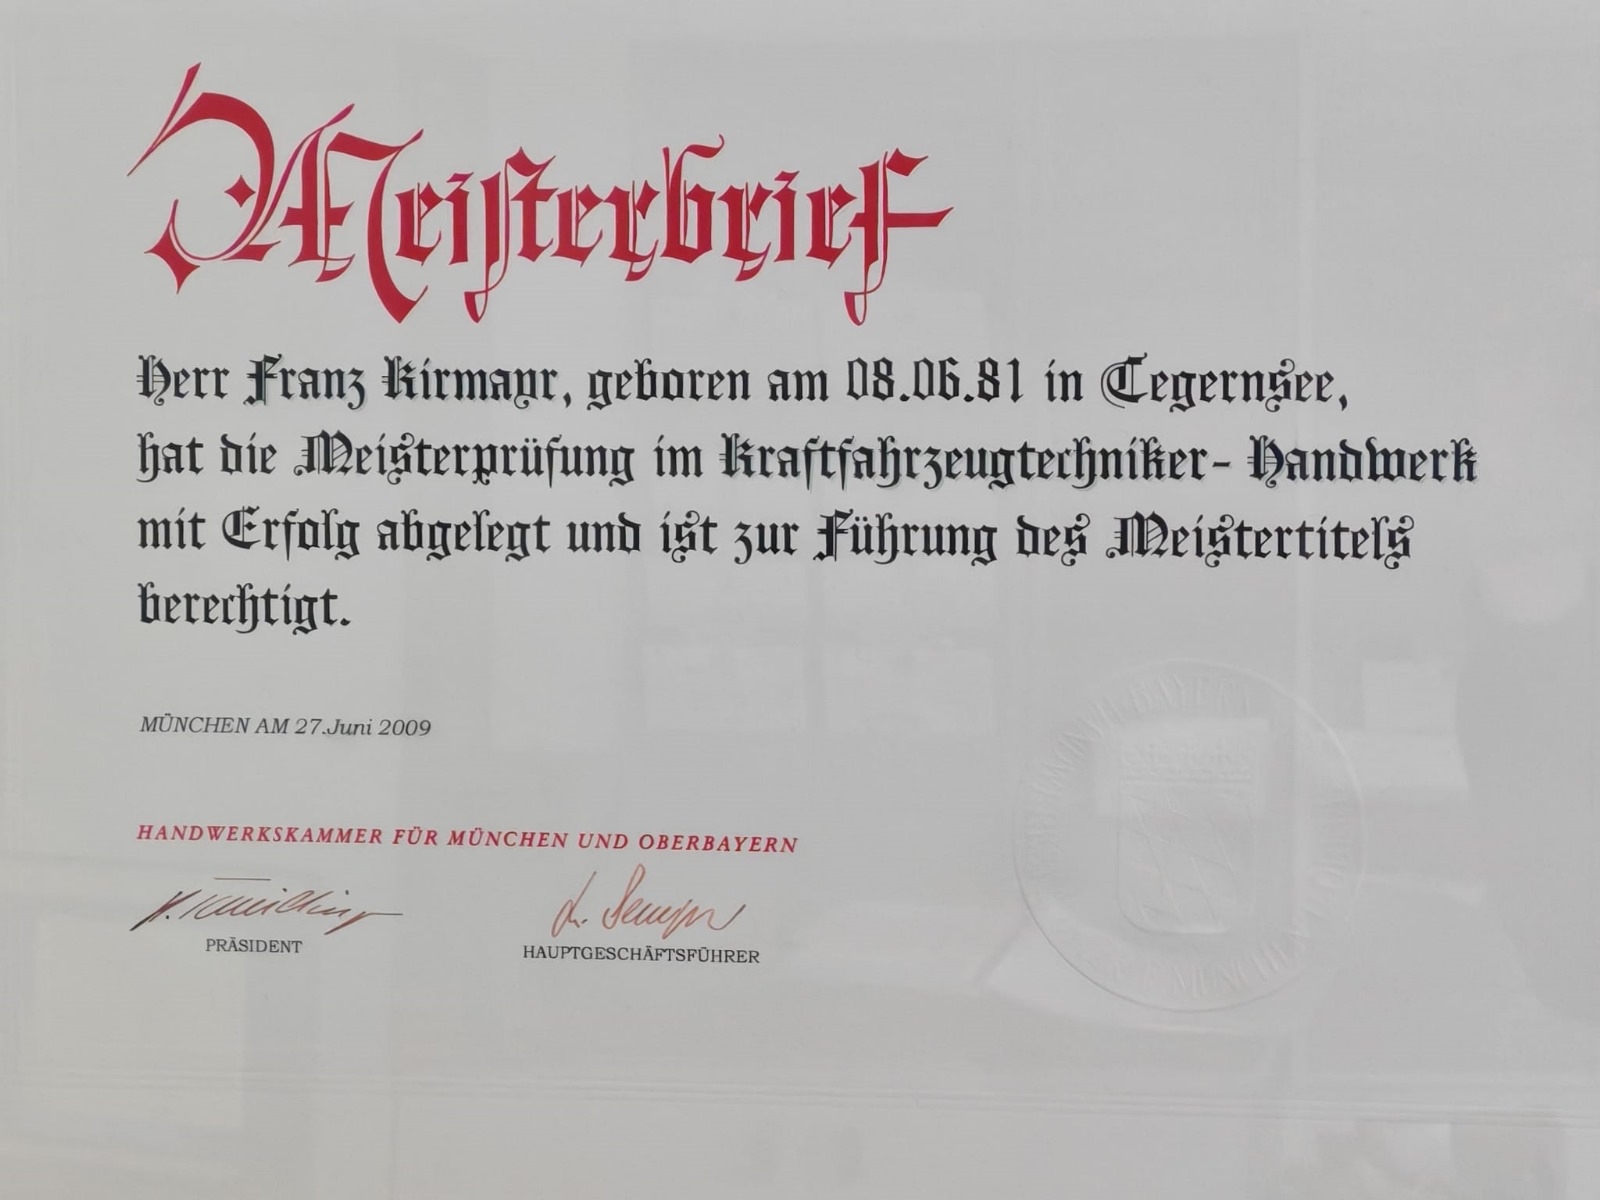 Meisterbrief
Herr Franz Kirmayr, geboren am 08.06.81 in Tegernsee,
hat die Meisterprüfung im Kraftfahrzeugtechniker- Handwerk
mit Erfolg abgelegt und ist zur Führung des Meistertitels
berechtigt.
MÜNCHEN AM 27.Juni 2009
HANDWERKSKAMMER FÜR MÜNCHEN UND OBERBAYERN
PRÄSIDENT
HAUPTGESCHÄFTSFÜHRER